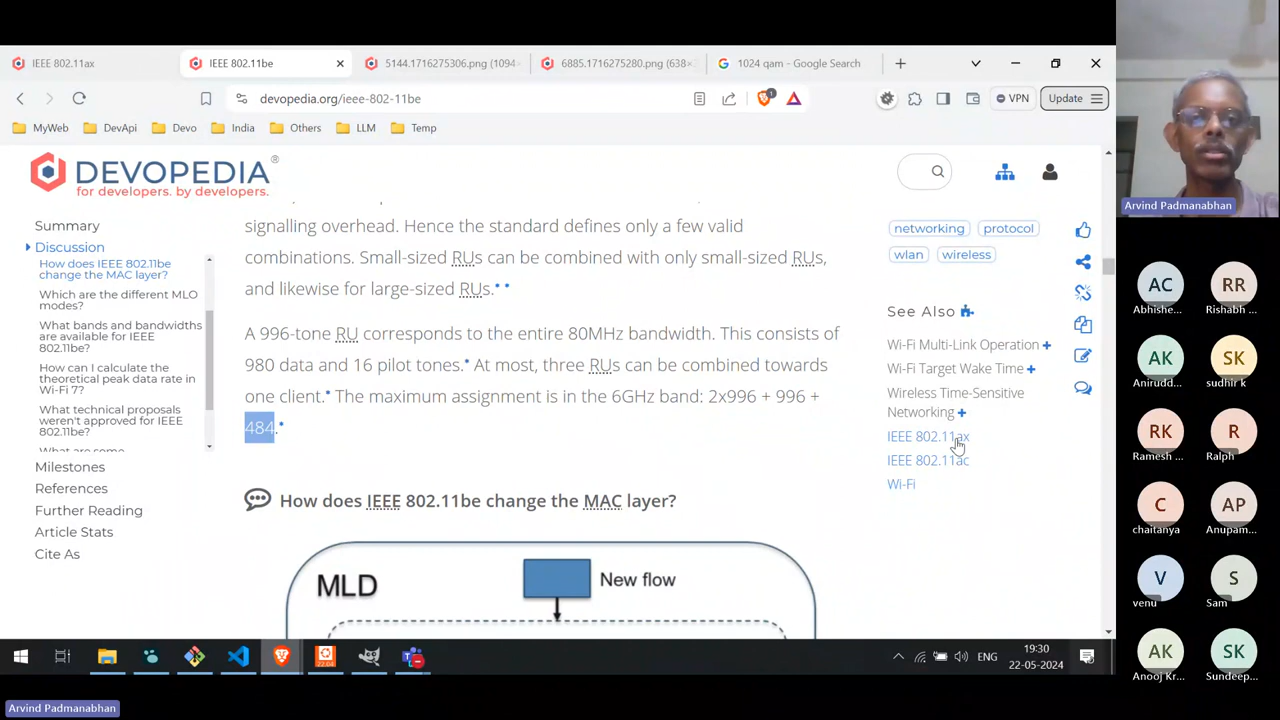 IEEE 802.11ax
IEEE 802.11be
5144.1716275306.png (1094
6885.1716275280.png (638×
1024 qam - Google Search
devopedia.org/ieee-802-11be
1
VPN
Update
MyWeb
DevApi
Devo
India
Others
LLM
Temp
DEVOPEDIA®
for developers. by developers.
Summary
Discussion
How does IEEE 802.11be
change the MAC layer?
Which are the different MLO
modes?
What bands and bandwidths
are available for IEEE
802.11be?
How can I calculate the
theoretical peak data rate in
Wi-Fi 7?
What technical proposals
weren't approved for IEEE
802.11be?
What are some
Milestones
References
Further Reading
Article Stats
Cite As
signalling overhead. Hence the standard defines only a few valid
combinations. Small-sized RUs can be combined with only small-sized RUs,
and likewise for large-sized RUs.
A 996-tone RU corresponds to the entire 80MHz bandwidth. This consists of
980 data and 16 pilot tones. At most, three RUs can be combined towards
one client. The maximum assignment is in the 6GHz band: 2x996 + 996 +
484.
How does IEEE 802.11be change the MAC layer?
MLD
New flow
networking
protocol
wlan
wireless
See Also
Wi-Fi Multi-Link Operation +
Wi-Fi Target Wake Time +
Wireless Time-Sensitive
Networking +
IEEE 802.11ax
IEEE 802.11ac
Wi-Fi
22.04
ENG
19:30
22-05-2024
Arvind Padmanabhan
Arvind Padmanabhan
AC
Abhishe...
RR
Rishabh ...
AK
Anirudd...
SK
sudhir k
RK
Ramesh ...
R
Ralph
C
chaitanya
AP
Anupam...
V
venu
S
Sam
AK
Anooj Kr...
SK
Sundeep...